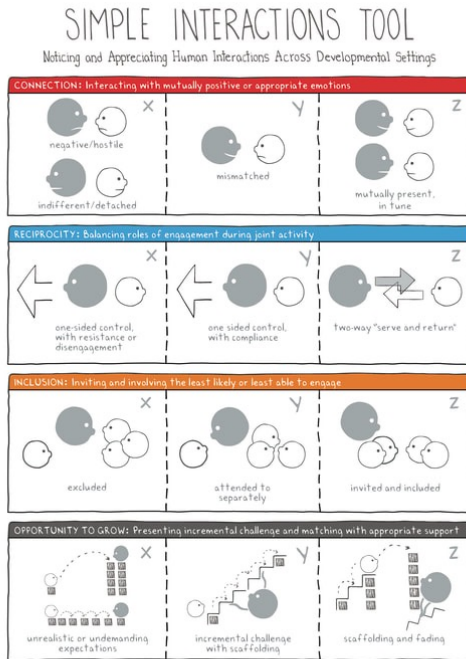 SIMPLE INTERACTIONS TOOL
Noticing and Appreciating Human Interactions Across Developmental Settings
CONNECTION: Interacting with mutually positive or appropriate emotions
X
negative/hostile
indifferent/detached
Y
mismatched
Z
mutually present,
in tune
RECIPROCITY: Balancing roles of engagement during joint activity
X
one-sided control,
with resistance or
disengagement
Y
one sided control,
with compliance
Z
two-way "serve and return"
INCLUSION: Inviting and involving the least likely or least able to engage
X
excluded
Y
attended to
separately
Z
invited and included
OPPORTUNITY TO GROW: Presenting incremental challenge and matching with appropriate support
X
unrealistic or undemanding
expectations
Y
incremental challenge
with scaffolding
Z
scaffolding and fading